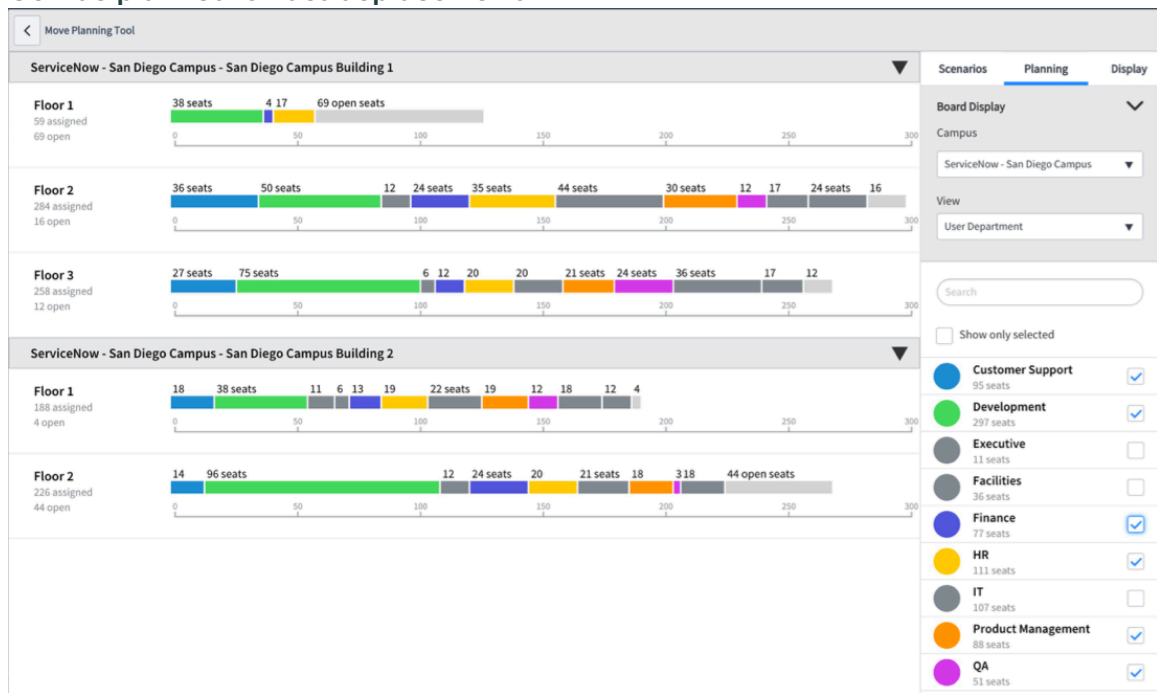 Move Planning Tool
ServiceNow - San Diego Campus - San Diego Campus Building 1
Floor 1
59 assigned
69 open
38 seats 4 17 69 open seats
0 50 100 150 200 250 300
Floor 2
284 assigned
16 open
36 seats 50 seats 12 24 seats 35 seats 44 seats 30 seats 12 17 24 seats 16
0 50 100 150 200 250 300
Floor 3
258 assigned
12 open
27 seats 75 seats 6 12 20 20 21 seats 24 seats 36 seats 17 12
0 50 100 150 200 250 300
ServiceNow - San Diego Campus - San Diego Campus Building 2
Floor 1
188 assigned
4 open
18 38 seats 11 6 13 19 22 seats 19 12 18 12 4
0 50 100 150 200 250 300
Floor 2
226 assigned
44 open
14 96 seats 12 24 seats 20 21 seats 18 3 18 44 open seats
0 50 100 150 200 250 300
Scenarios Planning Display
Board Display
Campus
ServiceNow - San Diego Campus
View
User Department
Search
Show only selected
Customer Support
95 seats
Development
297 seats
Executive
11 seats
Facilities
36 seats
Finance
77 seats
HR
111 seats
IT
107 seats
Product Management
88 seats
QA
51 seats